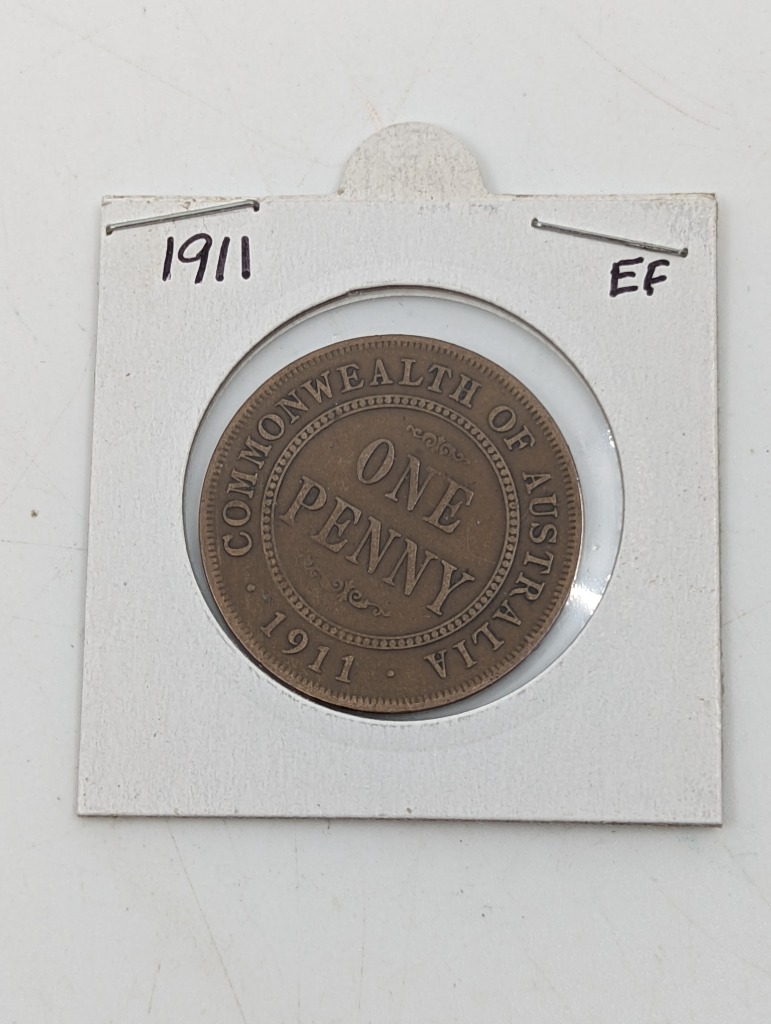 1911
EF
COMMONWEALTH OF AUSTRALIA
ONE
PENNY
· 1911 ·